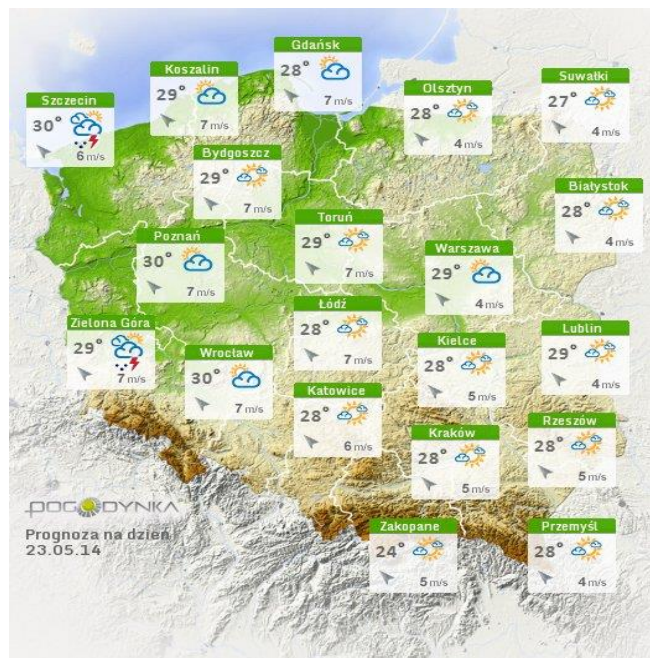 Gdańsk
28°
7 m/s
Koszalin
29°
7 m/s
Suwałki
27°
4 m/s
Olsztyn
28°
4 m/s
Szczecin
30°
6 m/s
Bydgoszcz
29°
7 m/s
Białystok
28°
4 m/s
Toruń
29°
7 m/s
Poznań
30°
7 m/s
Warszawa
29°
4 m/s
Łódź
28°
7 m/s
Zielona Góra
29°
7 m/s
Lublin
29°
4 m/s
Kielce
28°
5 m/s
Wrocław
30°
7 m/s
Katowice
28°
6 m/s
Rzeszów
28°
5 m/s
Kraków
28°
5 m/s
POGODYNKA
Prognoza na dzień
23.05.14
Zakopane
24°
5 m/s
Przemyśl
28°
4 m/s